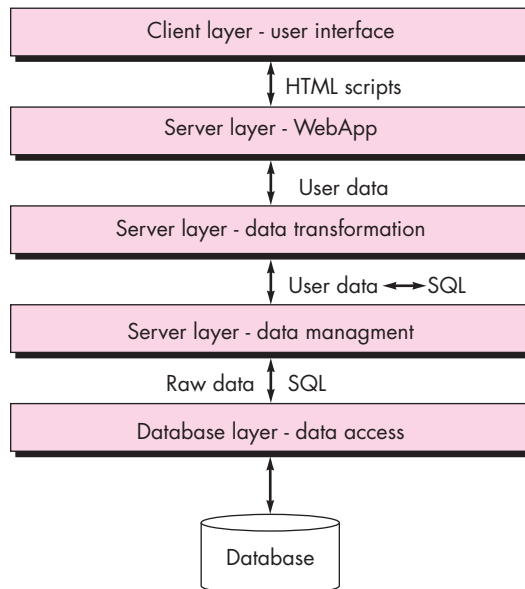 Client layer - user interface
HTML scripts
Server layer - WebApp
User data
Server layer - data transformation
User data SQL
Server layer - data managment
Raw data SQL
Database layer - data access
Database